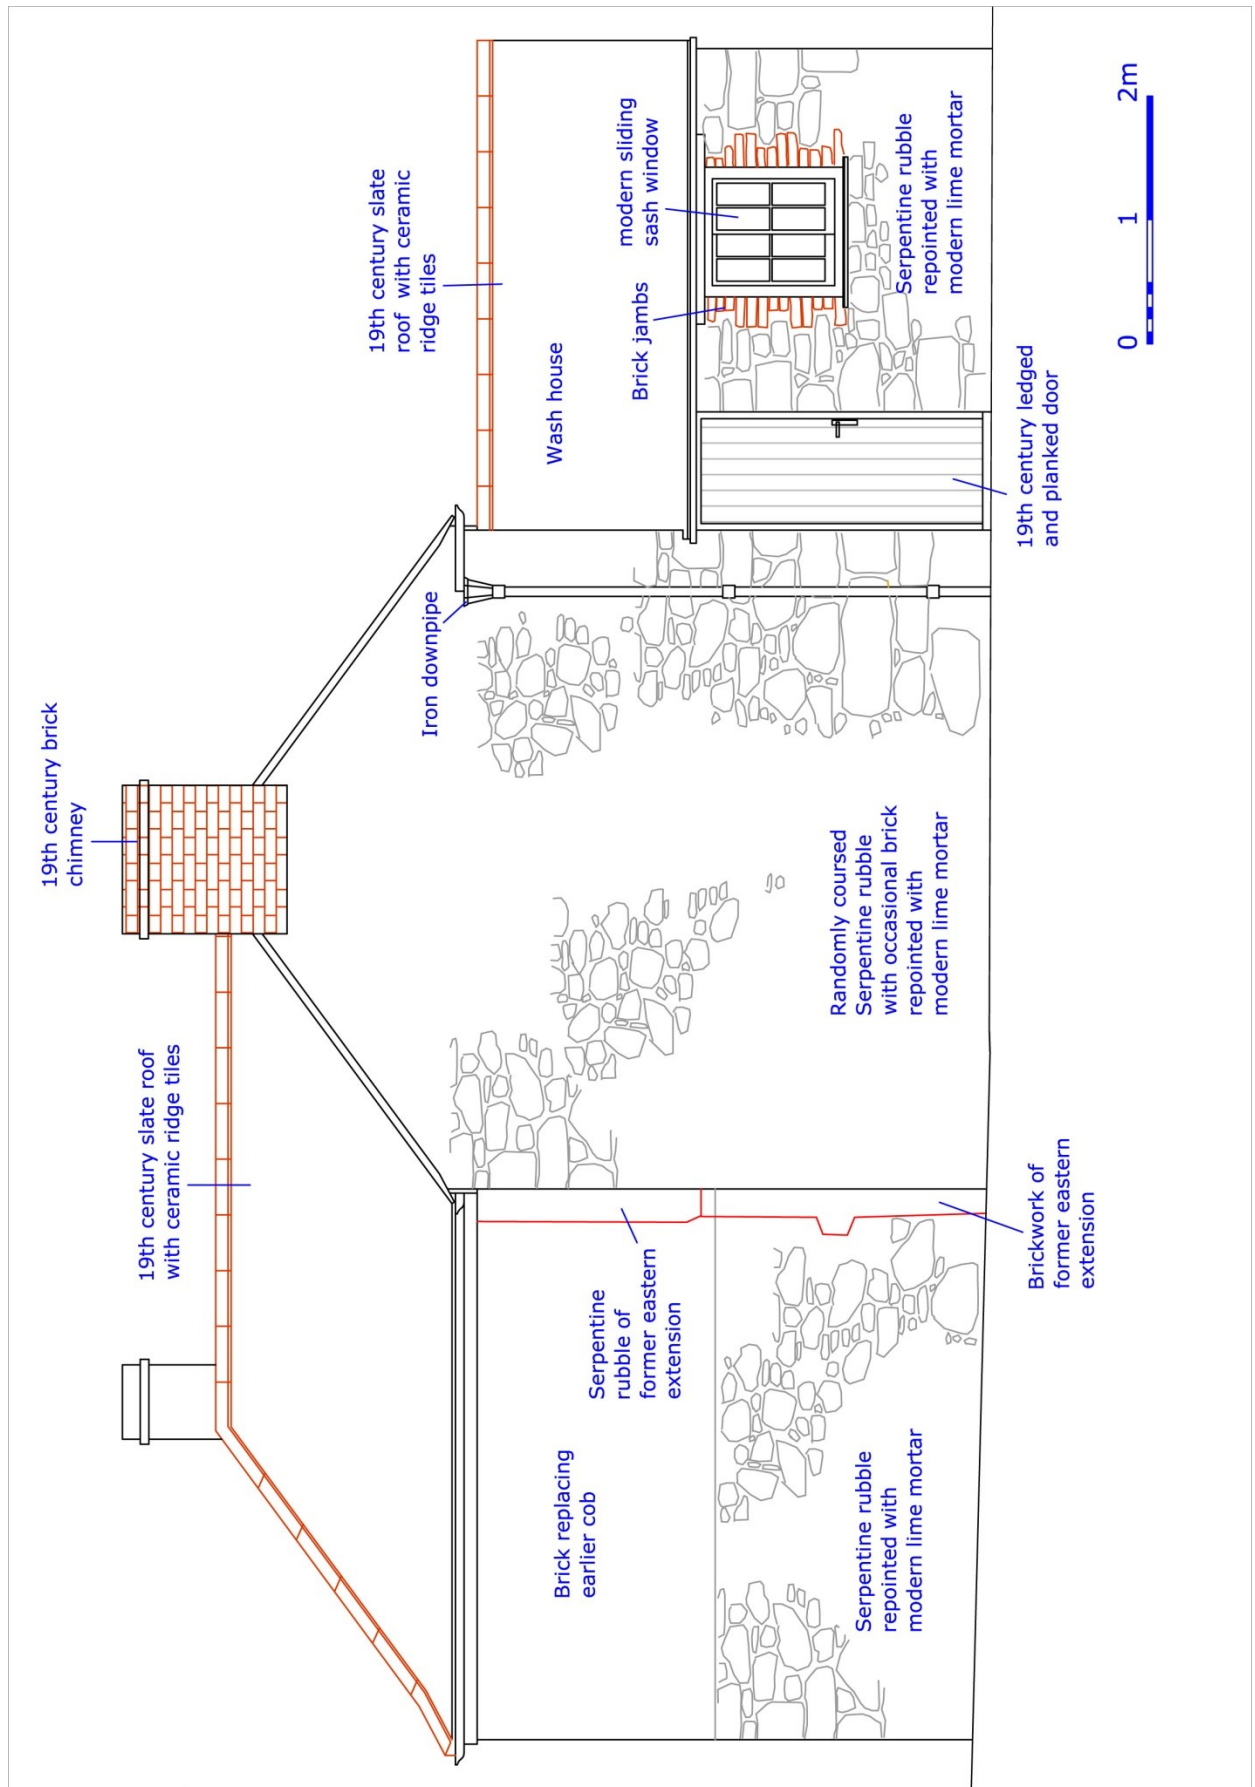 19th century slate roof
with ceramic ridge tiles
19th century brick
chimney
19th century slate
roof with ceramic
ridge tiles
Iron downpipe
Wash house
modern sliding
sash window
Brick jambs
Brick replacing
earlier cob
Serpentine
rubble of
former eastern
extension
Serpentine rubble
repointed with
modern lime mortar
Randomly coursed
Serpentine rubble
with occasional brick
repointed with
modern lime mortar
Serpentine rubble
repointed with
modern lime mortar
Brickwork of
former eastern
extension
19th century ledged
and planked door
0 1 2m